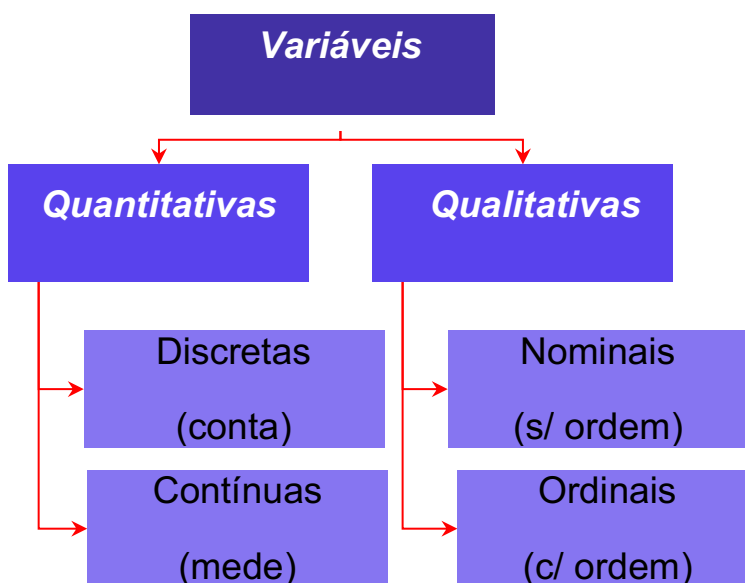 Variáveis
Quantitativas
Qualitativas
Discretas
(conta)
Nominais
(s/ ordem)
Contínuas
(mede)
Ordinais
(c/ ordem)